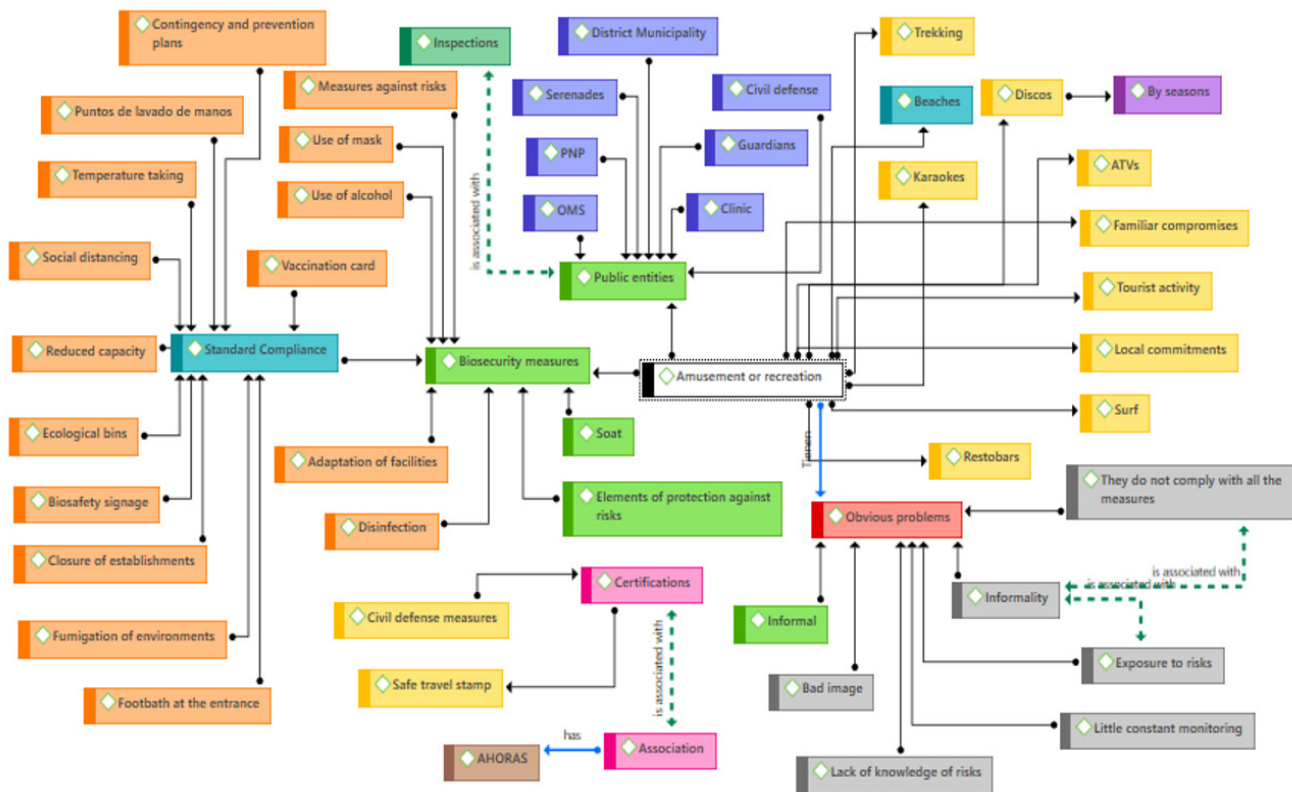 Contingency and prevention
plans
Inspections
District Municipality
Trekking
Measures against risks
Serenades
Civil defense
Beaches
Discos
By seasons
Puntos de lavado de manos
Use of mask
PNP
Guardians
Karaokes
ATVs
Temperature taking
Use of alcohol
is associated with
OMS
Clinic
Familiar compromises
Social distancing
Vaccination card
Public entities
Tourist activity
Reduced capacity
Standard Compliance
Biosecurity measures
Amusement or recreation
Local commitments
Surf
Ecological bins
Soat
Tienen
Restobars
Adaptation of facilities
They do not comply with all the
measures
Biosafety signage
Elements of protection against
risks
Disinfection
Obvious problems
Closure of establishments
is associated with
is associated with
Certifications
Informality
Civil defense measures
Informal
Fumigation of environments
is associated with
Exposure to risks
Safe travel stamp
Bad image
Footbath at the entrance
Little constant monitoring
has
AHORAS
Association
Lack of knowledge of risks